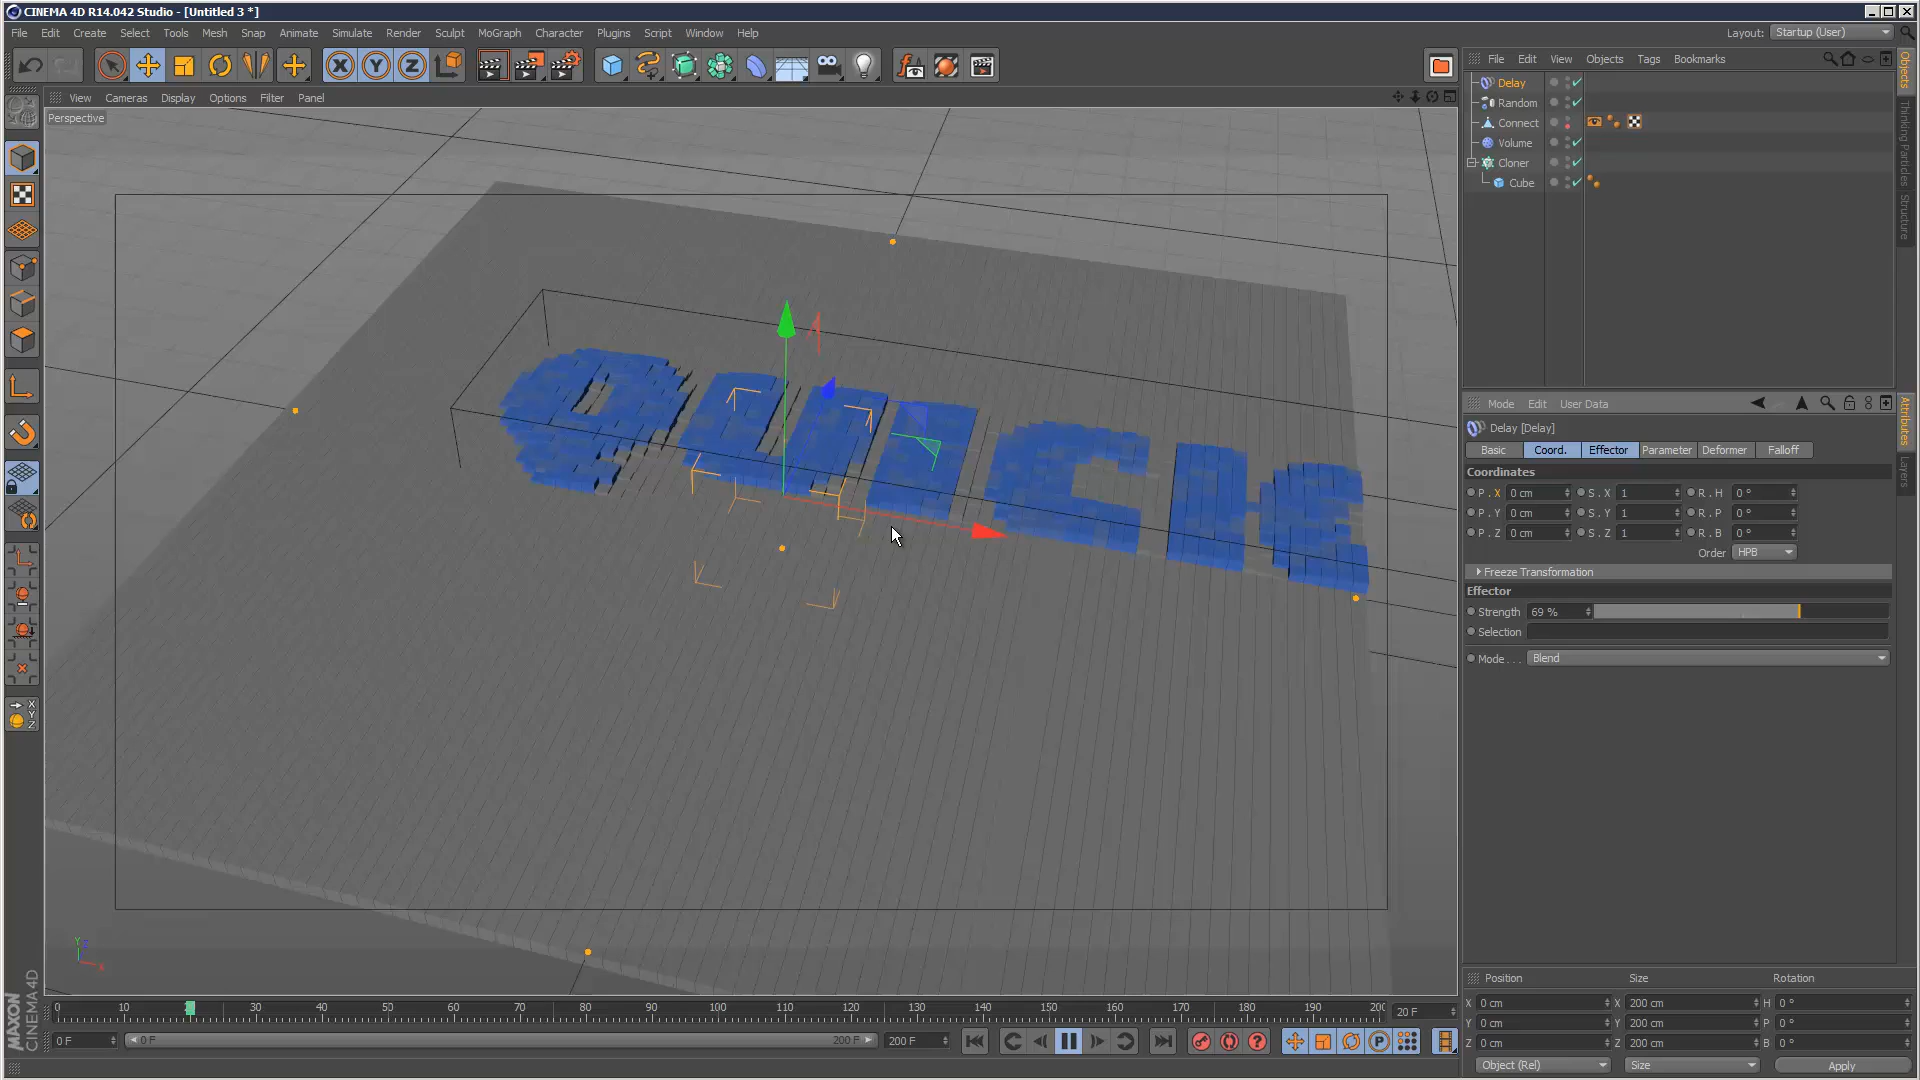 CINEMA 4D R14.042 Studio - [Untitled 3 *]
File Edit Create Select Tools Mesh Snap Animate Simulate Render Sculpt MoGraph Character Plugins Script Window Help
Layout: Startup (User)
View Cameras Display Options Filter Panel
Perspective
File Edit View Objects Tags Bookmarks
Delay
Random
Connect
Volume
Cloner
Cube
Objects
Thinking Particles
Structure
Mode Edit User Data
Delay [Delay]
Basic Coord. Effector Parameter Deformer Falloff
Coordinates
P . X 0 cm S . X 1 R . H 0 °
P . Y 0 cm S . Y 1 R . P 0 °
P . Z 0 cm S . Z 1 R . B 0 °
Order HPB
Freeze Transformation
Effector
Strength 69 %
Selection
Mode . . . Blend
Attributes
Layers
X Y Z
Y Z X
0 10 30 40 50 60 70 80 90 100 110 120 130 140 150 160 170 180 190 200
20 F
0 F 0 F 200 F 200 F
Position Size Rotation
X 0 cm X 200 cm H 0 °
Y 0 cm Y 200 cm P 0 °
Z 0 cm Z 200 cm B 0 °
Object (Rel) Size Apply
MAXON
CINEMA 4D